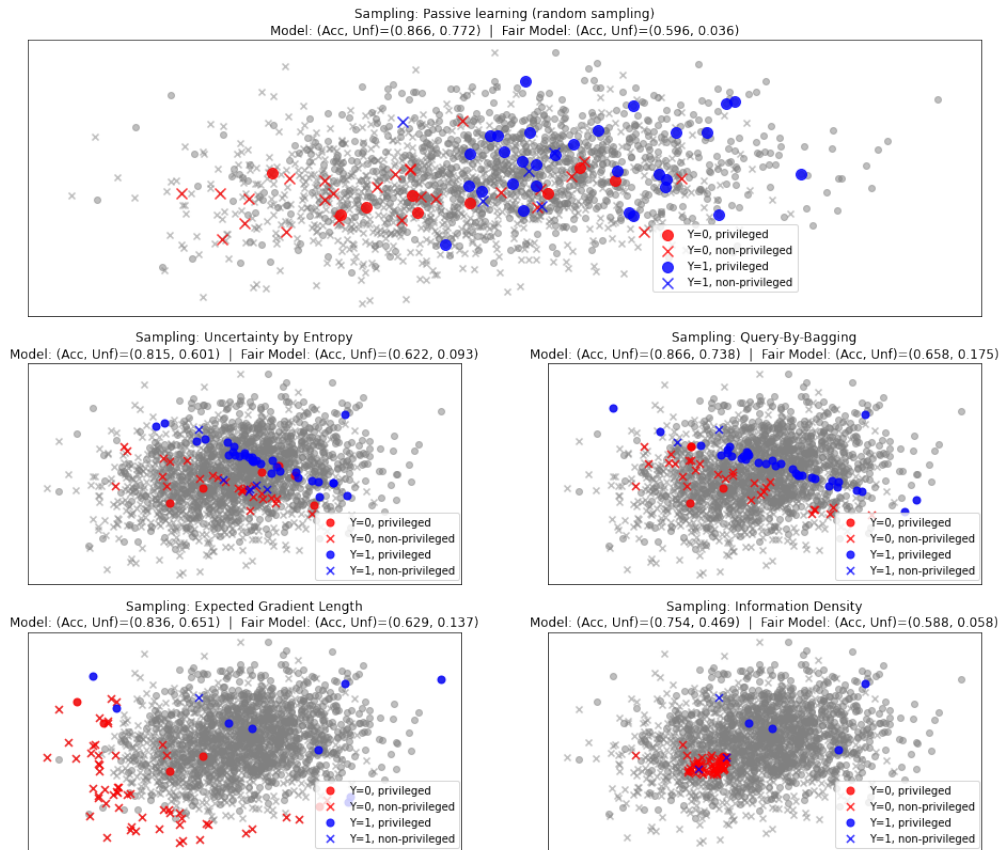 Sampling: Passive learning (random sampling)
Model: (Acc, Unf)=(0.866, 0.772) | Fair Model: (Acc, Unf)=(0.596, 0.036)
Y=0, privileged
Y=0, non-privileged
Y=1, privileged
Y=1, non-privileged
Sampling: Uncertainty by Entropy
Model: (Acc, Unf)=(0.815, 0.601) | Fair Model: (Acc, Unf)=(0.622, 0.093)
Y=0, privileged
Y=0, non-privileged
Y=1, privileged
Y=1, non-privileged
Sampling: Query-By-Bagging
Model: (Acc, Unf)=(0.866, 0.738) | Fair Model: (Acc, Unf)=(0.658, 0.175)
Y=0, privileged
Y=0, non-privileged
Y=1, privileged
Y=1, non-privileged
Sampling: Expected Gradient Length
Model: (Acc, Unf)=(0.836, 0.651) | Fair Model: (Acc, Unf)=(0.629, 0.137)
Y=0, privileged
Y=0, non-privileged
Y=1, privileged
Y=1, non-privileged
Sampling: Information Density
Model: (Acc, Unf)=(0.754, 0.469) | Fair Model: (Acc, Unf)=(0.588, 0.058)
Y=0, privileged
Y=0, non-privileged
Y=1, privileged
Y=1, non-privileged